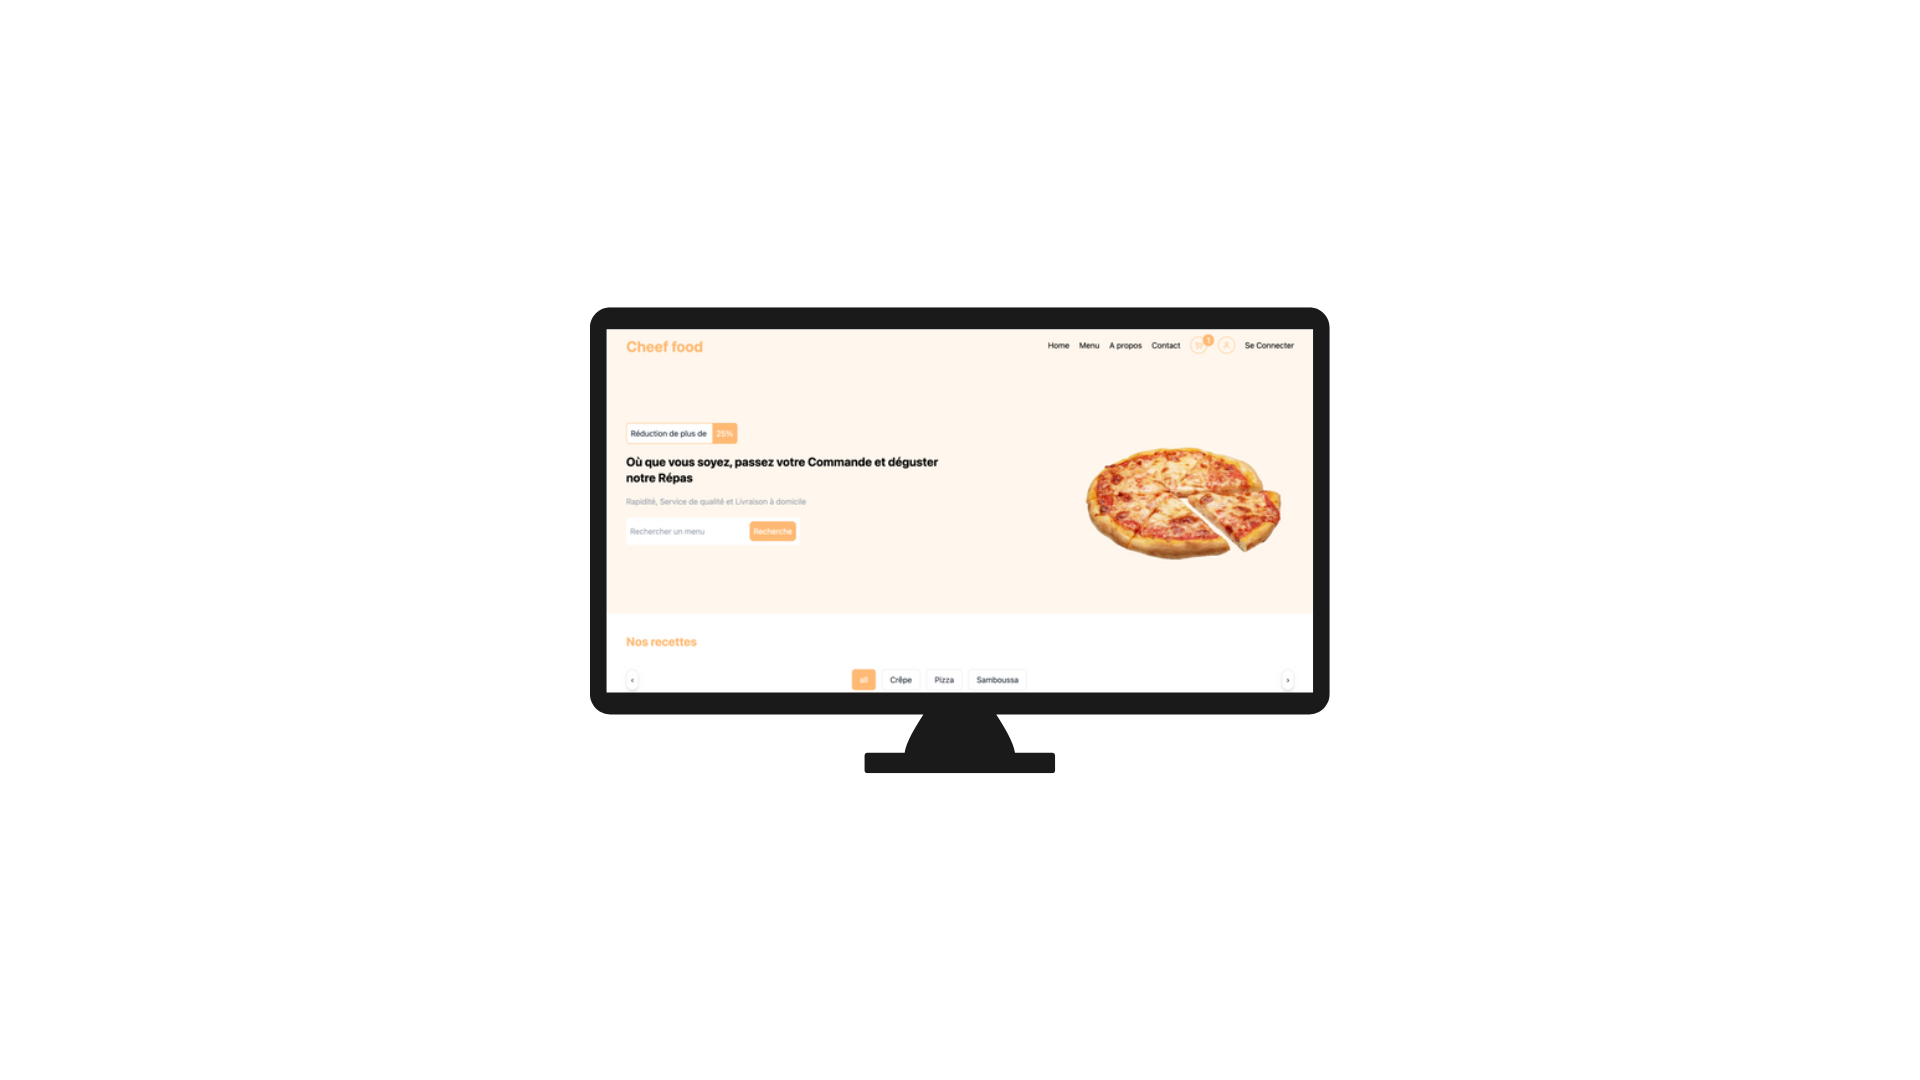 Cheef food
Home Menu A propos Contact 1 Se Connecter
Réduction de plus de 25%
Où que vous soyez, passez votre Commande et déguster
notre Répas
Rapidité, Service de qualité et Livraison à domicile
Rechercher un menu Recherche
Nos recettes
all Crêpe Pizza Samboussa